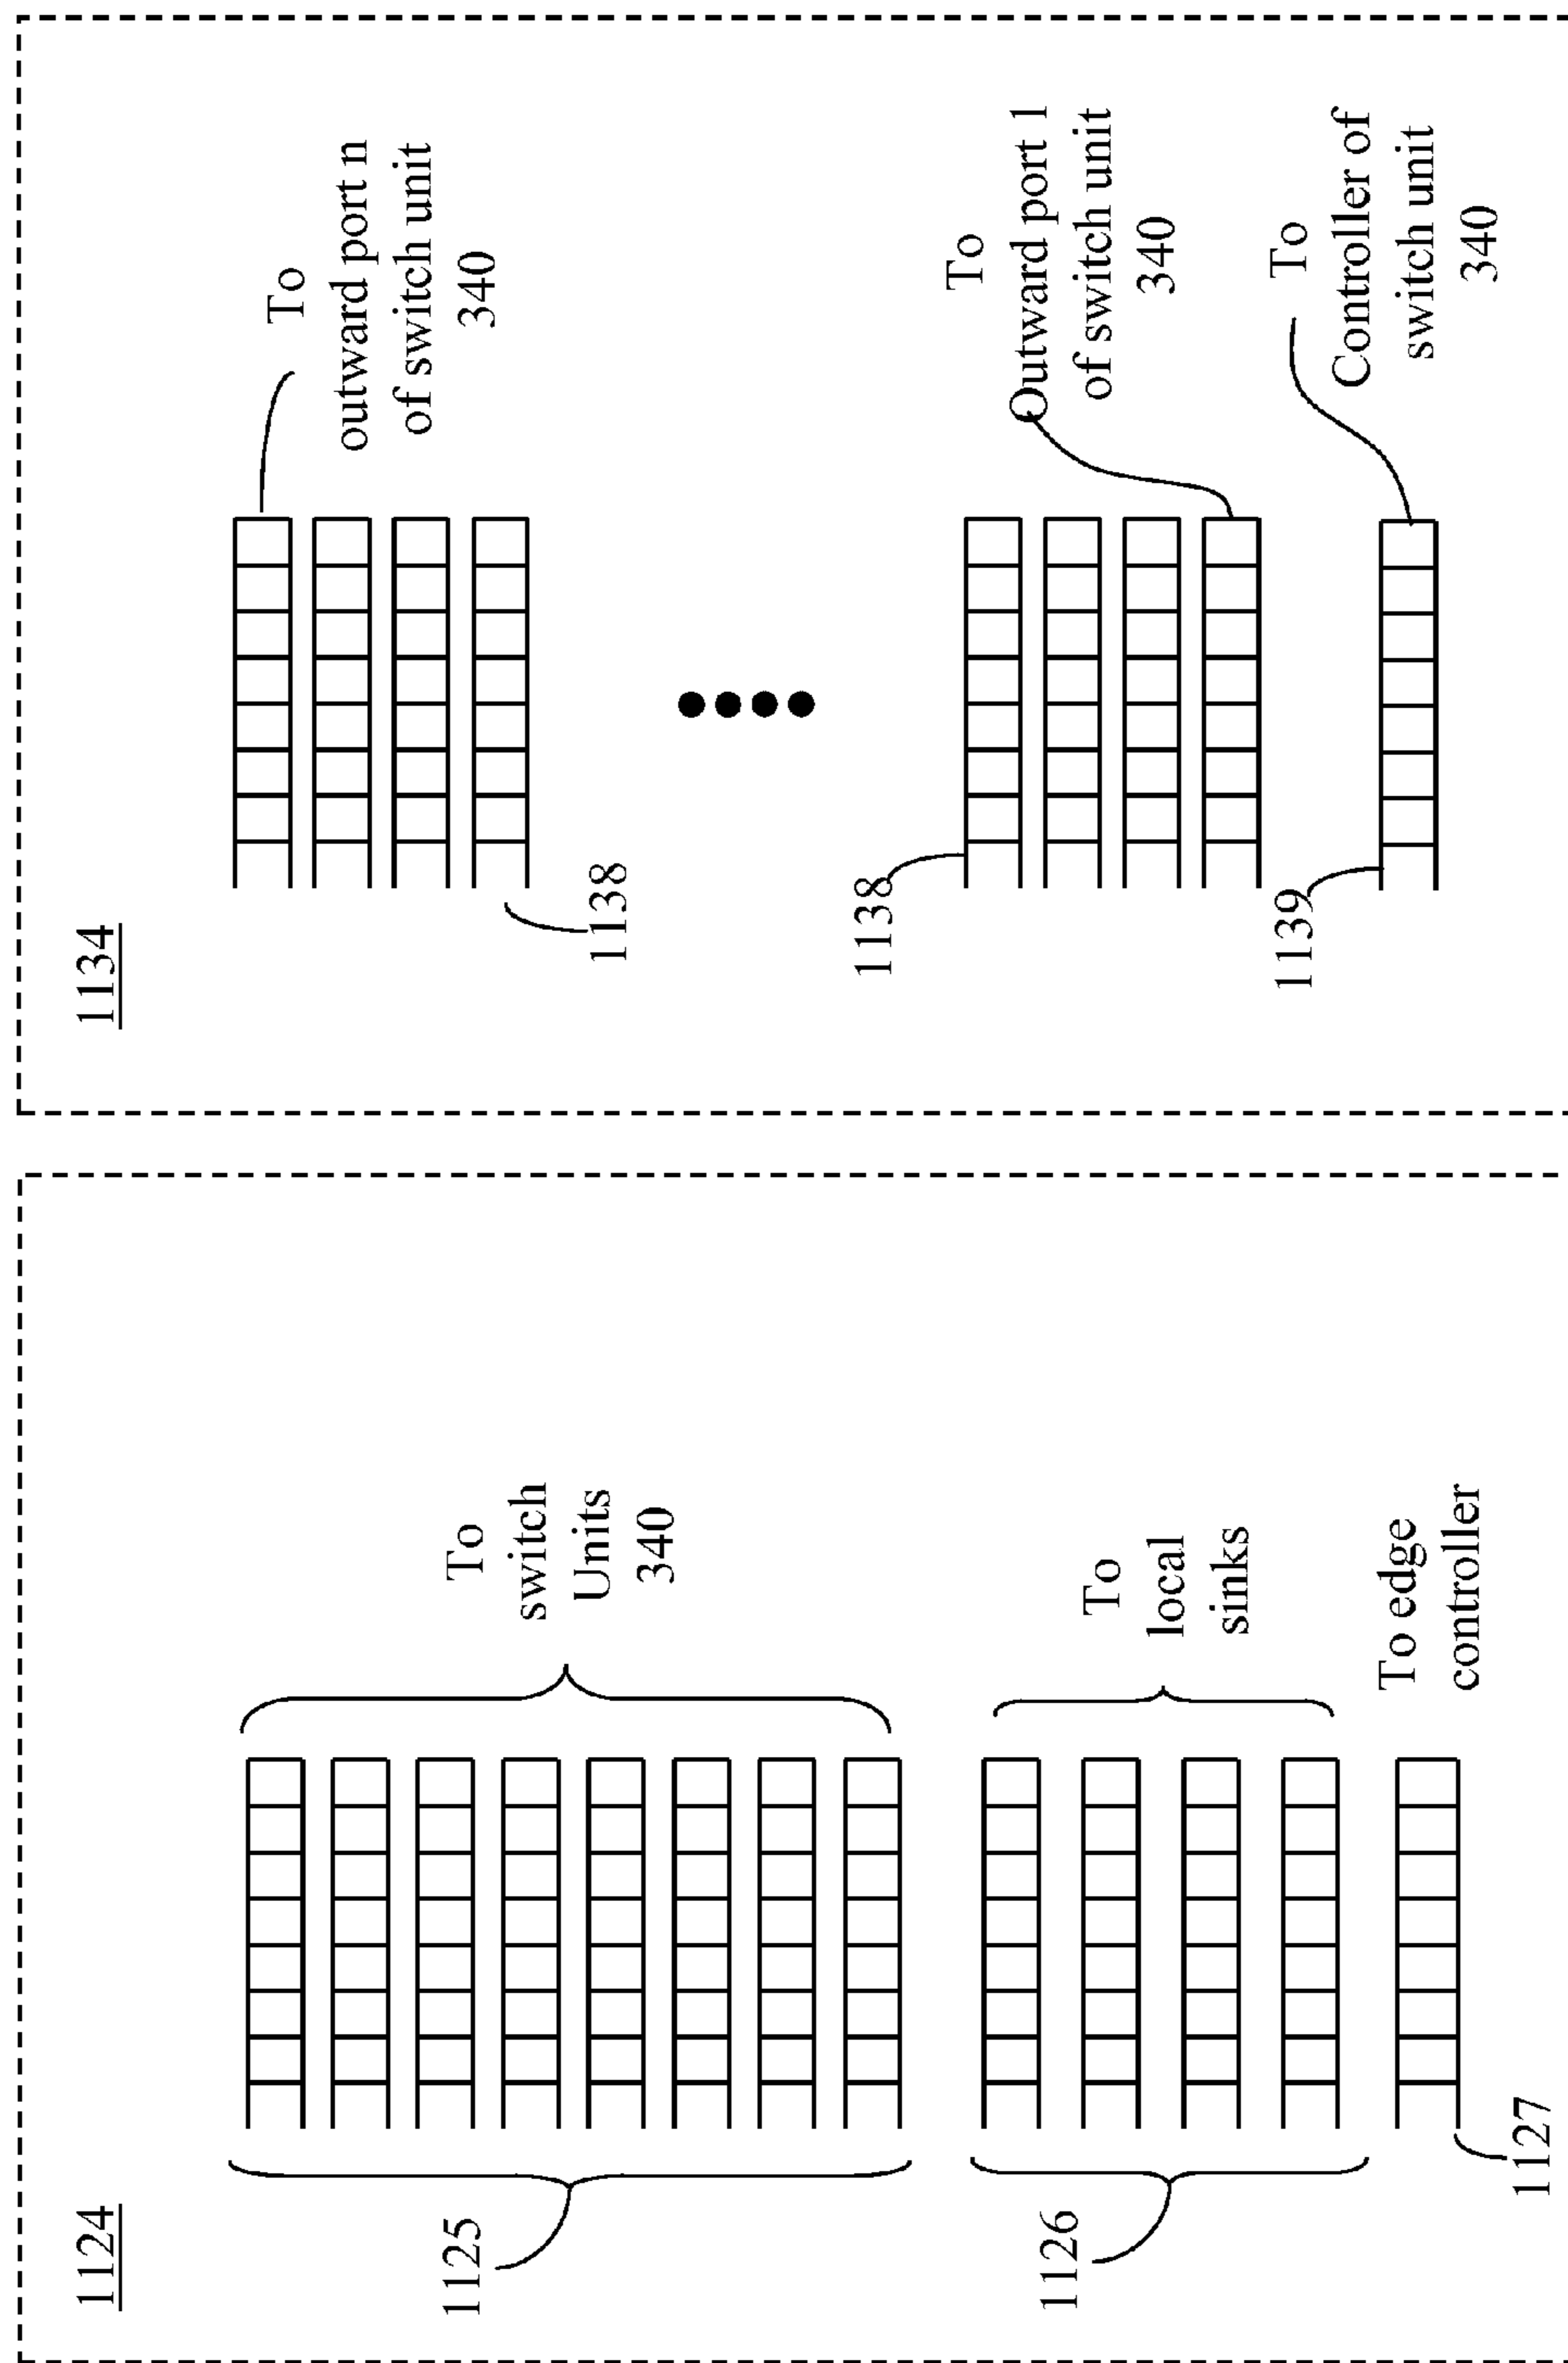 1124
1125
To
switch
Units
340
1126
To
local
sinks
1127
To edge
controller
1134
To
outward port n
of switch unit
340
1138
1138
To
Outward port 1
of switch unit
340
1139
To
Controller of
switch unit
340